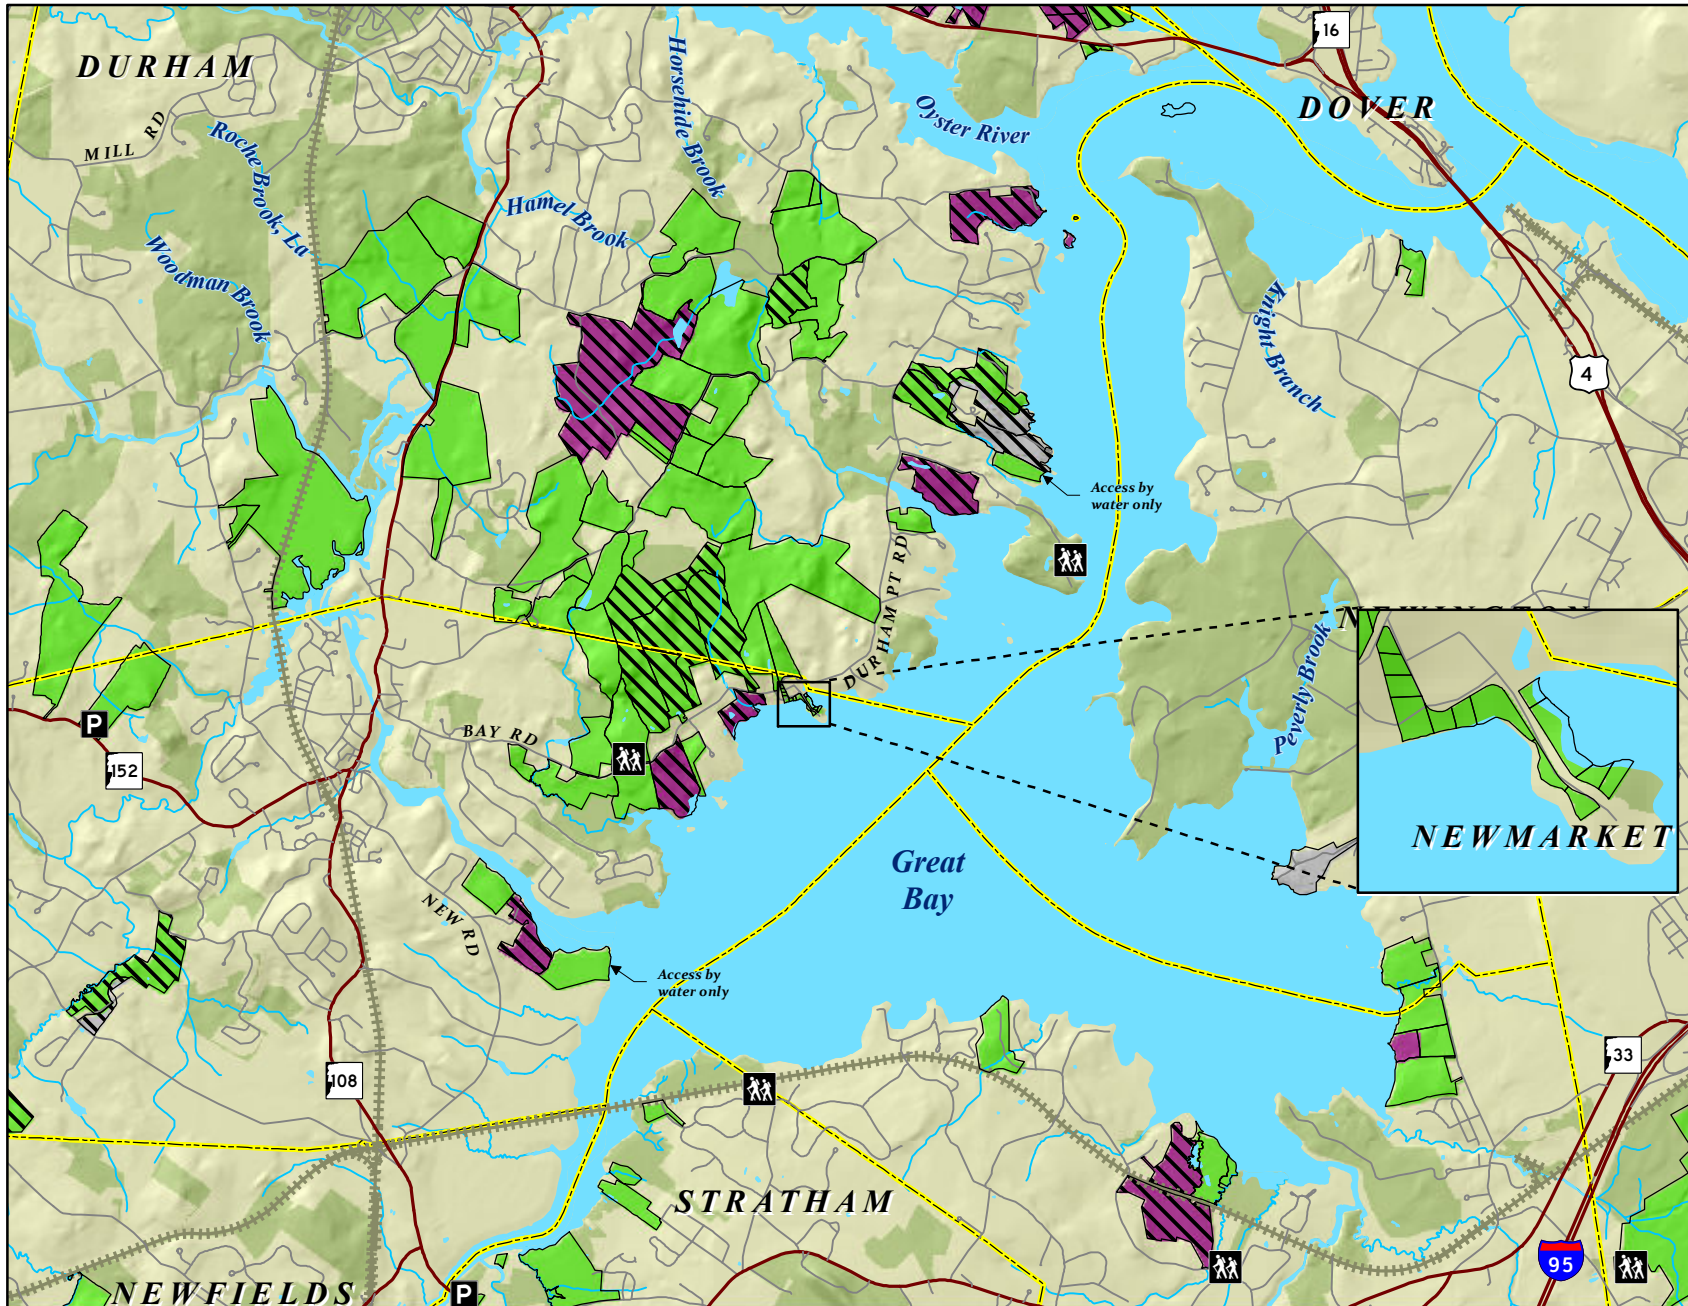 16
DURHAM
DOVER
MILL RD
Roche Brook, La
Horsehide Brook
Oyster River
Hamel Brook
Woodman Brook
Knight Branch
4
Access by
water only
DURHAM PT RD
NEWINGTON
Peverly Brook
P
BAY RD
152
NEWMARKET
Great
Bay
NEW RD
Access by
water only
33
108
STRATHAM
95
NEWFIELDS
P